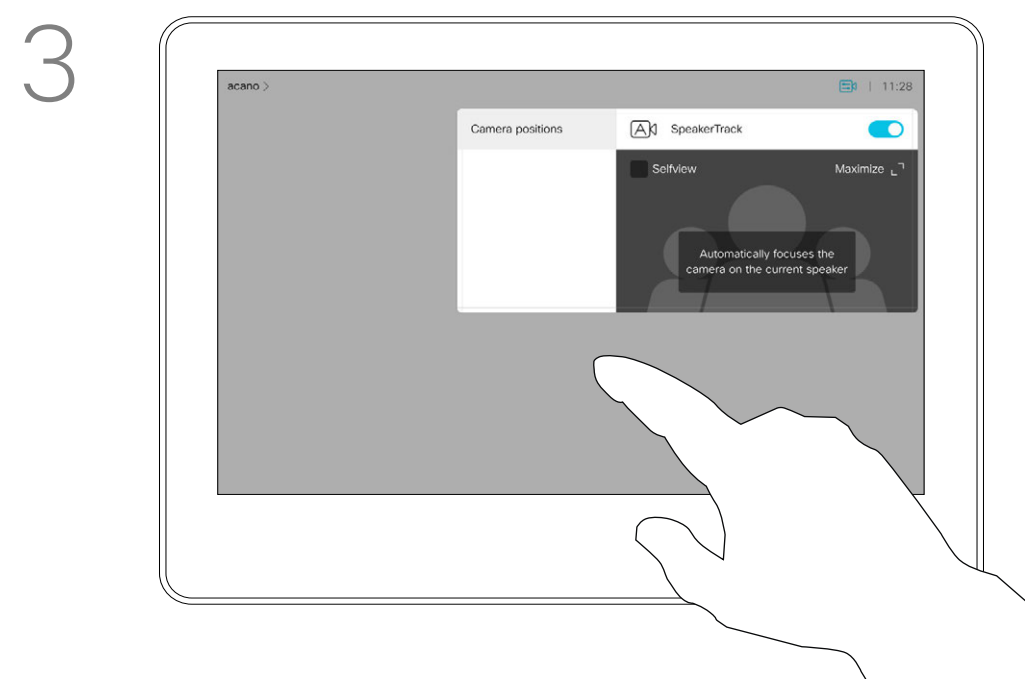 3
acano >
| 11:28
Camera positions
A SpeakerTrack
Selfview
Maximize
Automatically focuses the
camera on the current speaker